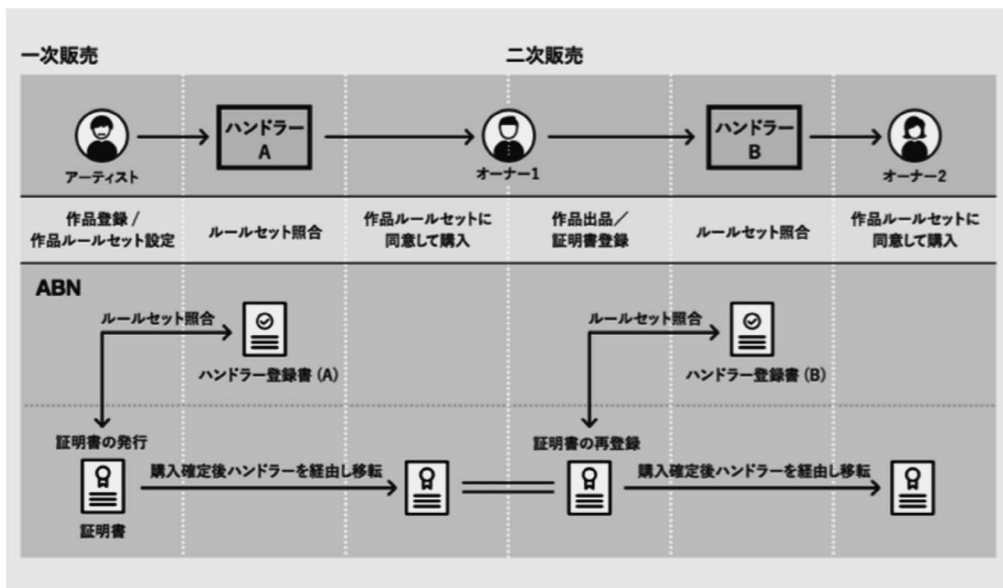 一次販売
二次販売
ハンドラー
A
ハンドラー
B
アーティスト
オーナー1
オーナー2
作品登録 /
作品ルールセット設定
ルールセット照合
作品ルールセットに
同意して購入
作品出品／
証明書登録
ルールセット照合
作品ルールセットに
同意して購入
ABN
ルールセット照合
ハンドラー登録書 (A)
ルールセット照合
ハンドラー登録書 (B)
証明書の発行
証明書
購入確定後ハンドラーを経由し移転
証明書の再登録
購入確定後ハンドラーを経由し移転